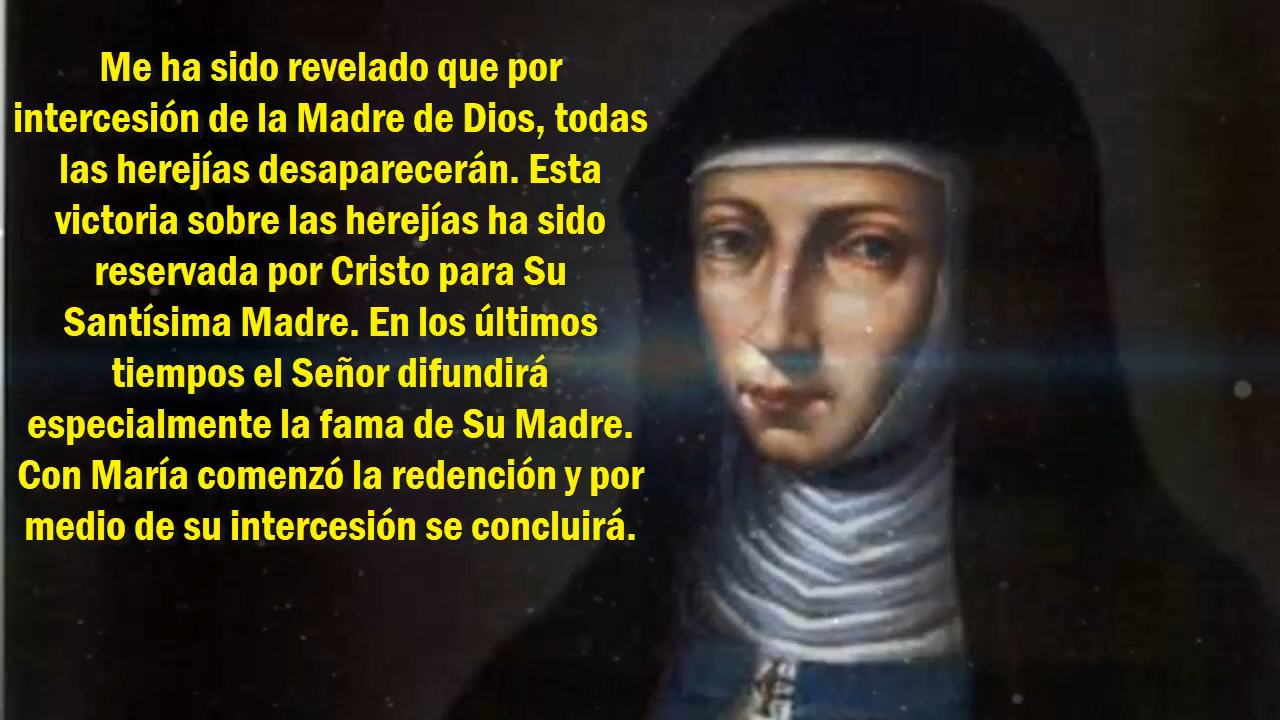 Me ha sido revelado que por
intercesión de la Madre de Dios, todas
las herejías desaparecerán. Esta
victoria sobre las herejías ha sido
reservada por Cristo para Su
Santísima Madre. En los últimos
tiempos el Señor difundirá
especialmente la fama de Su Madre.
Con María comenzó la redención y por
medio de su intercesión se concluirá.